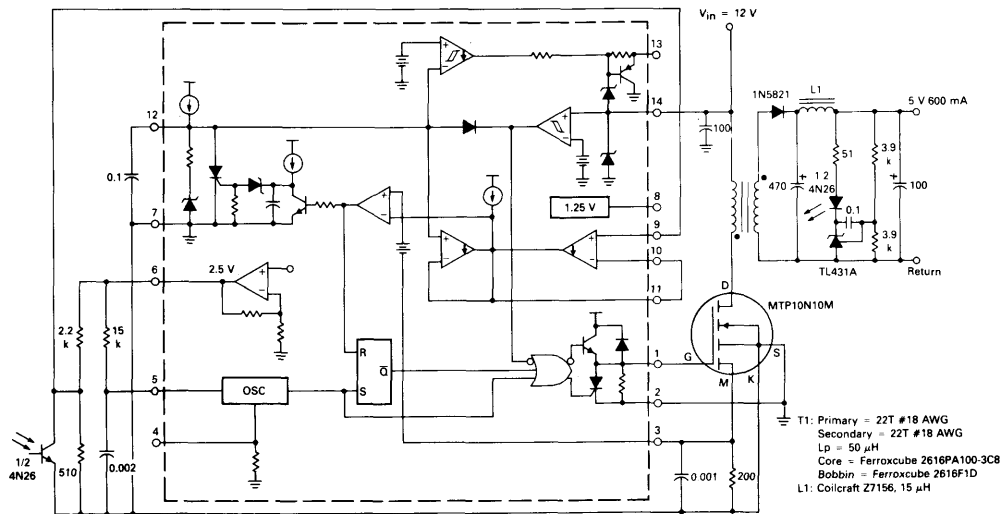 V_in = 12 V
13
14
12
1N5821
L1
5 V 600 mA
100
51
3.9
k
0.1
470
+
1 2
4N26
+
100
0.1
3.9
k
TL431A
Return
7
1.25 V
8
9
10
11
6
2.5 V
2.2
k
15
k
R
S
Q̅
5
OSC
4
1
2
3
D
G
S
M
K
MTP10N10M
1/2
4N26
510
0.002
0 001
200
T1: Primary = 22T #18 AWG
Secondary = 22T #18 AWG
Lp = 50 μH
Core = Ferroxcube 2616PA100-3C8
Bobbin = Ferroxcube 2616F1D
L1: Coilcraft Z7156, 15 μH